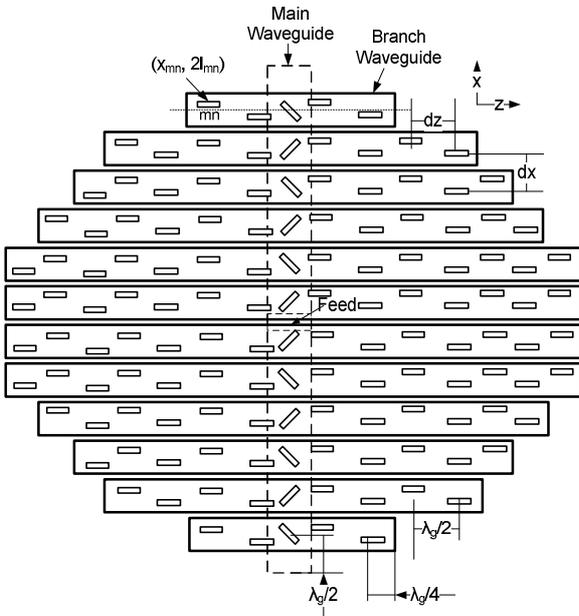 Main
Waveguide
Branch
Waveguide
(xmn, 2lmn)
mn
x
z
dz
dx
Feed
λg/2
λg/2
λg/4